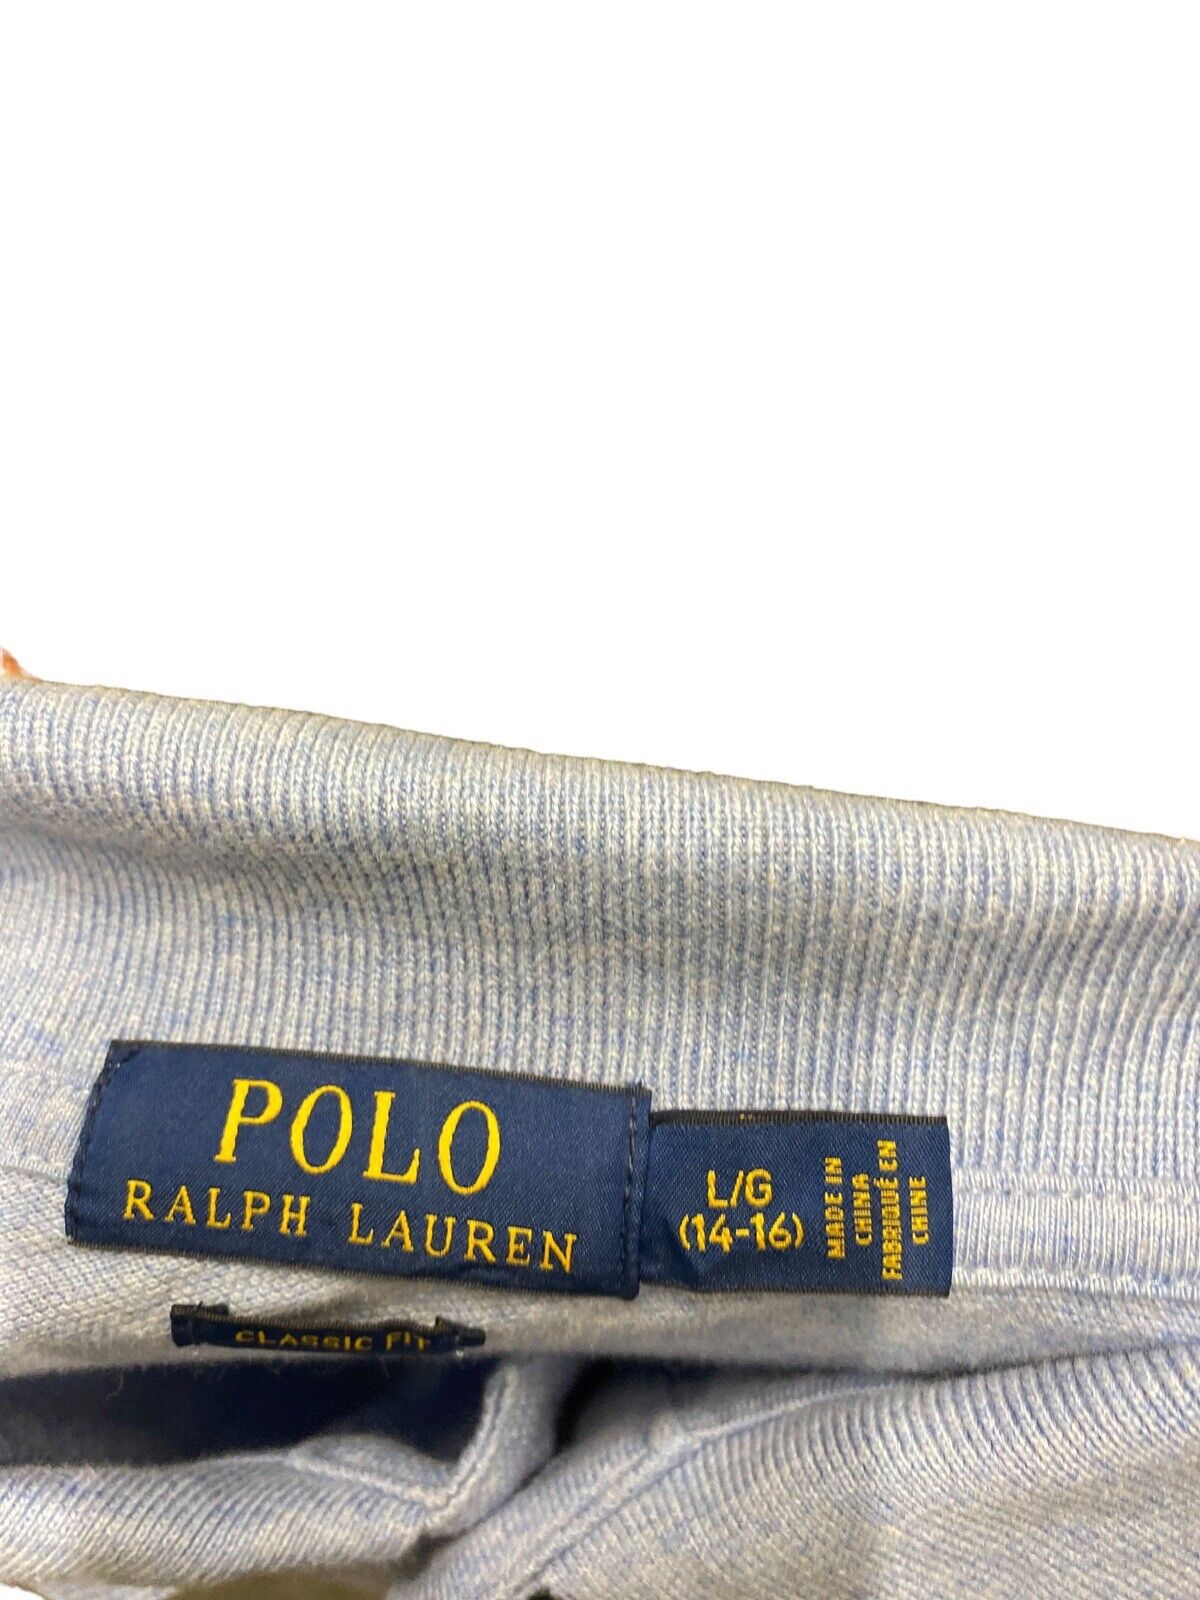 POLO
RALPH LAUREN
L/G
(14-16)
MADE IN
CHINA
FABRIQUÉ EN
CHINE
CLASSIC FIT